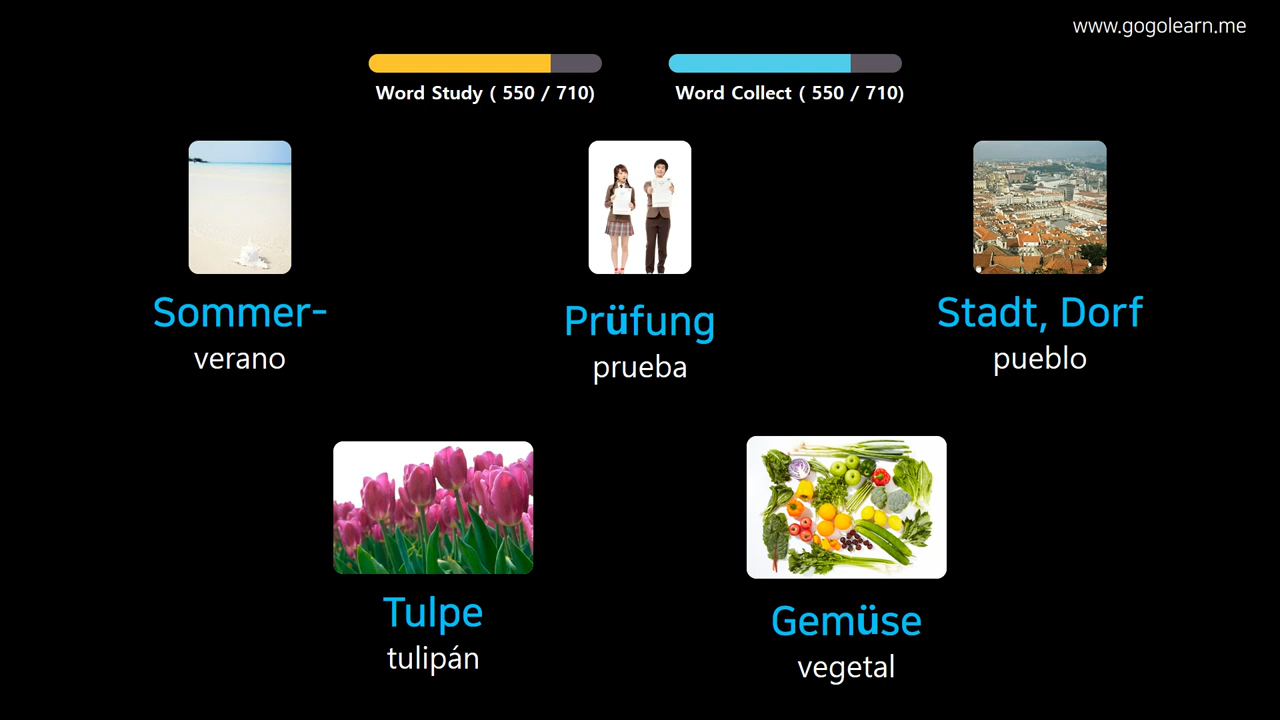 www.gogolearn.me
Word Study ( 550 / 710)
Word Collect ( 550 / 710)
Sommer-
verano
Prüfung
prueba
Stadt, Dorf
pueblo
Tulpe
tulipán
Gemüse
vegetal